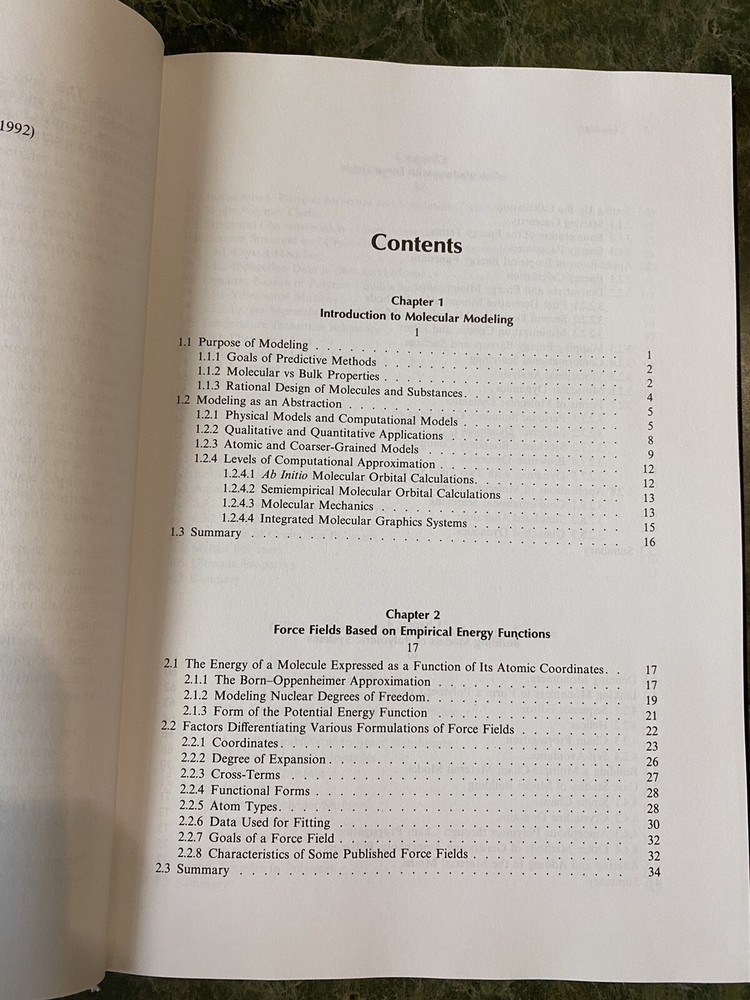 1992)
Contents
Chapter 1
Introduction to Molecular Modeling
1
1.1 Purpose of Modeling . . . . . . . . . . . . . . . . . . . . . . . . 1
1.1.1 Goals of Predictive Methods . . . . . . . . . . . . . . . . . . . 2
1.1.2 Molecular vs Bulk Properties . . . . . . . . . . . . . . . . . . . 2
1.1.3 Rational Design of Molecules and Substances. . . . . . . . . . . . . 4
1.2 Modeling as an Abstraction . . . . . . . . . . . . . . . . . . . . . 5
1.2.1 Physical Models and Computational Models . . . . . . . . . . . . . 5
1.2.2 Qualitative and Quantitative Applications . . . . . . . . . . . . . . 8
1.2.3 Atomic and Coarser-Grained Models . . . . . . . . . . . . . . . . 9
1.2.4 Levels of Computational Approximation . . . . . . . . . . . . . . . 12
1.2.4.1 Ab Initio Molecular Orbital Calculations. . . . . . . . . . . . 12
1.2.4.2 Semiempirical Molecular Orbital Calculations . . . . . . . . . . 13
1.2.4.3 Molecular Mechanics . . . . . . . . . . . . . . . . . . . 13
1.2.4.4 Integrated Molecular Graphics Systems . . . . . . . . . . . . 15
1.3 Summary . . . . . . . . . . . . . . . . . . . . . . . . . . . . . 16
Chapter 2
Force Fields Based on Empirical Energy Functions
17
2.1 The Energy of a Molecule Expressed as a Function of Its Atomic Coordinates. . . 17
2.1.1 The Born–Oppenheimer Approximation . . . . . . . . . . . . . . . 17
2.1.2 Modeling Nuclear Degrees of Freedom. . . . . . . . . . . . . . . . 19
2.1.3 Form of the Potential Energy Function . . . . . . . . . . . . . . . 21
2.2 Factors Differentiating Various Formulations of Force Fields . . . . . . . . 22
2.2.1 Coordinates. . . . . . . . . . . . . . . . . . . . . . . . . . . 23
2.2.2 Degree of Expansion . . . . . . . . . . . . . . . . . . . . . . . 26
2.2.3 Cross-Terms . . . . . . . . . . . . . . . . . . . . . . . . . . 27
2.2.4 Functional Forms . . . . . . . . . . . . . . . . . . . . . . . . 28
2.2.5 Atom Types. . . . . . . . . . . . . . . . . . . . . . . . . . . 28
2.2.6 Data Used for Fitting . . . . . . . . . . . . . . . . . . . . . . 30
2.2.7 Goals of a Force Field . . . . . . . . . . . . . . . . . . . . . . 32
2.2.8 Characteristics of Some Published Force Fields . . . . . . . . . . . . 32
2.3 Summary . . . . . . . . . . . . . . . . . . . . . . . . . . . . . 34